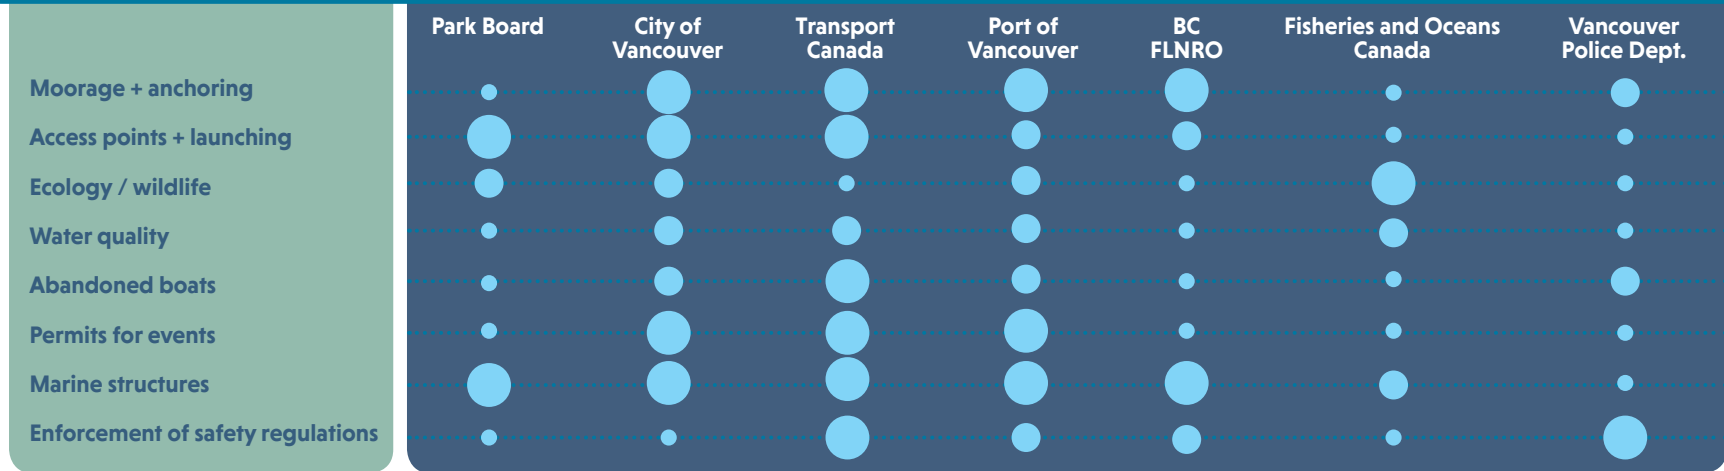 Park Board
City of
Vancouver
Transport
Canada
Port of
Vancouver
BC
FLNRO
Fisheries and Oceans
Canada
Vancouver
Police Dept.
Moorage + anchoring
Access points + launching
Ecology / wildlife
Water quality
Abandoned boats
Permits for events
Marine structures
Enforcement of safety regulations